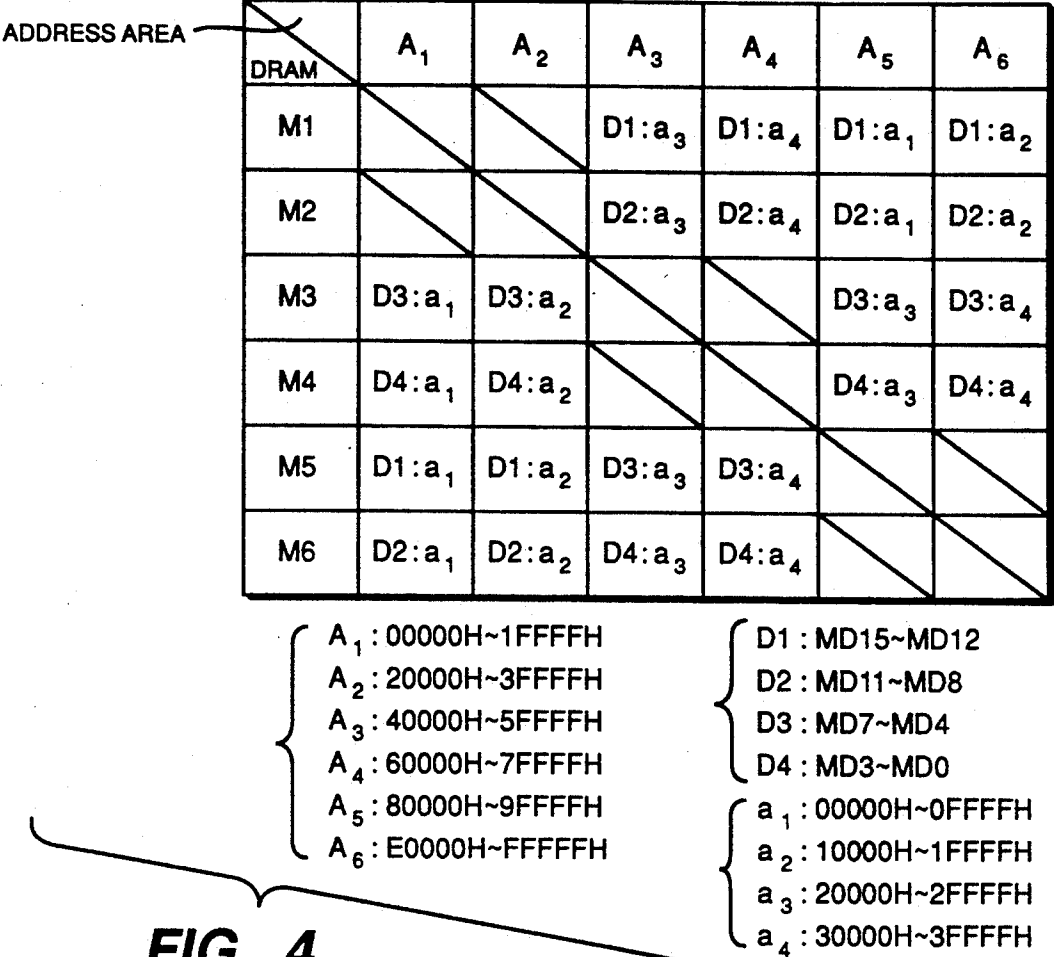 ADDRESS AREA
DRAM A₁ A₂ A₃ A₄ A₅ A₆
M1 D1:a₃ D1:a₄ D1:a₁ D1:a₂
M2 D2:a₃ D2:a₄ D2:a₁ D2:a₂
M3 D3:a₁ D3:a₂ D3:a₃ D3:a₄
M4 D4:a₁ D4:a₂ D4:a₃ D4:a₄
M5 D1:a₁ D1:a₂ D3:a₃ D3:a₄
M6 D2:a₁ D2:a₂ D4:a₃ D4:a₄
A₁ : 00000H~1FFFFH
A₂ : 20000H~3FFFFH
A₃ : 40000H~5FFFFH
A₄ : 60000H~7FFFFH
A₅ : 80000H~9FFFFH
A₆ : E0000H~FFFFFH
D1 : MD15~MD12
D2 : MD11~MD8
D3 : MD7~MD4
D4 : MD3~MD0
a₁ : 00000H~0FFFFH
a₂ : 10000H~1FFFFH
a₃ : 20000H~2FFFFH
a₄ : 30000H~3FFFFH
FIG_4